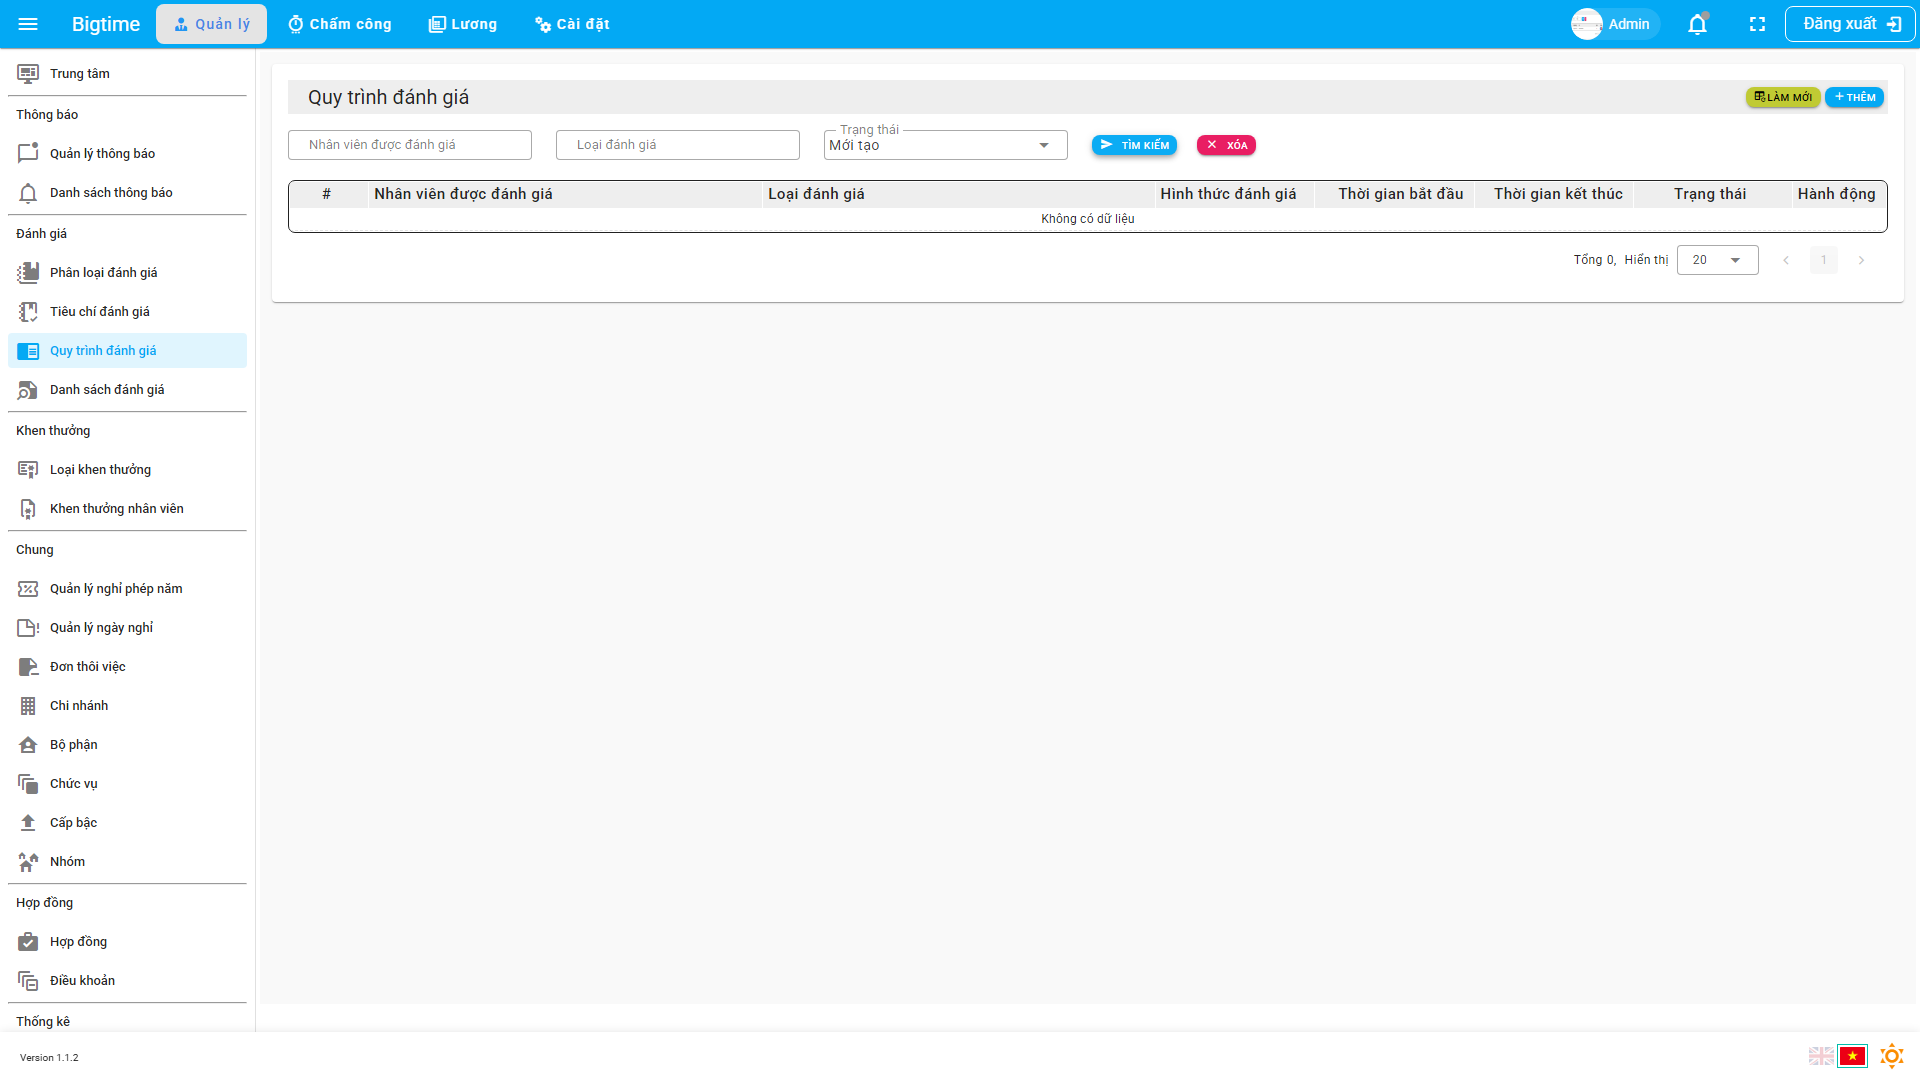 Bigtime
Quản lý
Chấm công
Lương
Cài đặt
Admin
Đăng xuất
Trung tâm
Thông báo
Quản lý thông báo
Danh sách thông báo
Đánh giá
Phân loại đánh giá
Tiêu chí đánh giá
Quy trình đánh giá
Danh sách đánh giá
Khen thưởng
Loại khen thưởng
Khen thưởng nhân viên
Chung
Quản lý nghỉ phép năm
Quản lý ngày nghỉ
Đơn thôi việc
Chi nhánh
Bộ phận
Chức vụ
Cấp bậc
Nhóm
Hợp đồng
Hợp đồng
Điều khoản
Thống kê
Quy trình đánh giá
LÀM MỚI
THÊM
Nhân viên được đánh giá
Loại đánh giá
Trạng thái
Mới tạo
TÌM KIẾM
XÓA
# Nhân viên được đánh giá Loại đánh giá Hình thức đánh giá Thời gian bắt đầu Thời gian kết thúc Trạng thái Hành động
Không có dữ liệu
Tổng 0, Hiển thị 20 1
Version 1.1.2